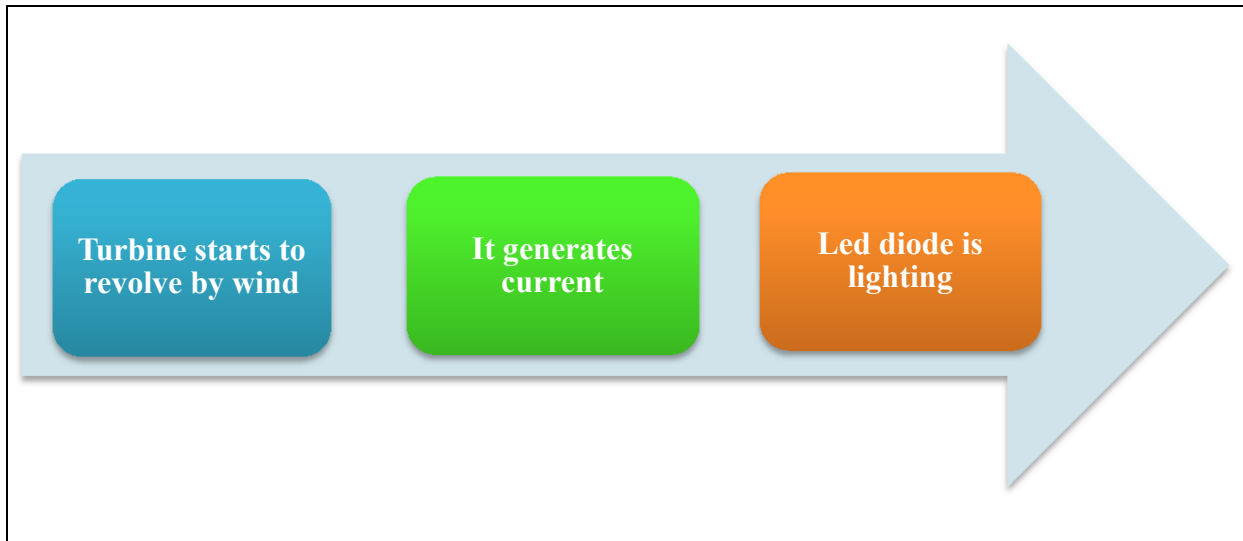 Turbine starts to
revolve by wind
It generates
current
Led diode is
lighting